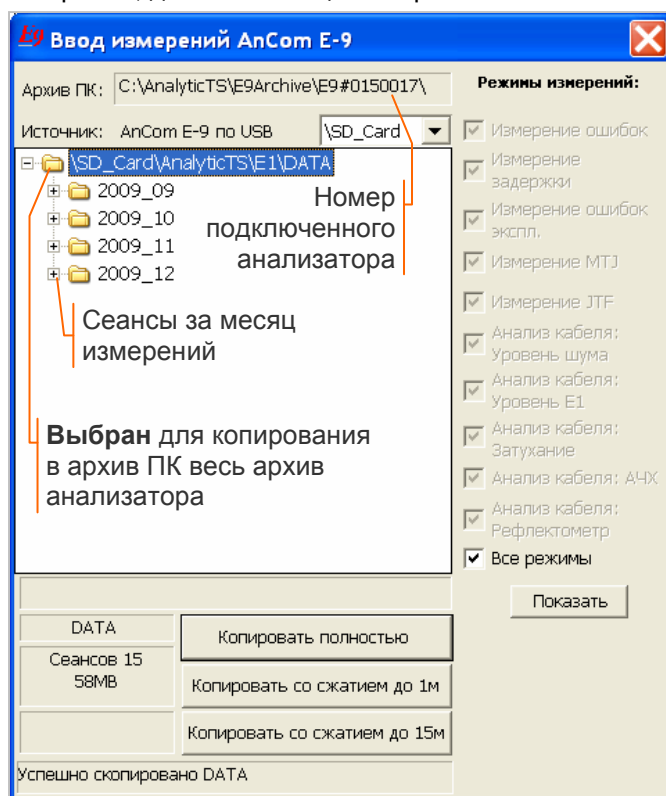 E9 Ввод измерений AnCom E-9
Архив ПК: C:\AnalyticTS\E9Archive\E9#0150017\
Режимы измерений:
Источник: AnCom E-9 по USB \SD_Card
\SD_Card\AnalyticTS\E1\DATA
2009_09
2009_10
2009_11
2009_12
Номер
подключенного
анализатора
Сеансы за месяц
измерений
Выбран для копирования
в архив ПК весь архив
анализатора
Измерение ошибок
Измерение
задержки
Измерение ошибок
экспл.
Измерение MTJ
Измерение JTF
Анализ кабеля:
Уровень шума
Анализ кабеля:
Уровень E1
Анализ кабеля:
Затухание
Анализ кабеля: АЧХ
Анализ кабеля:
Рефлектометр
Все режимы
Показать
DATA
Сеансов 15
58MB
Копировать полностью
Копировать со сжатием до 1м
Копировать со сжатием до 15м
Успешно скопировано DATA